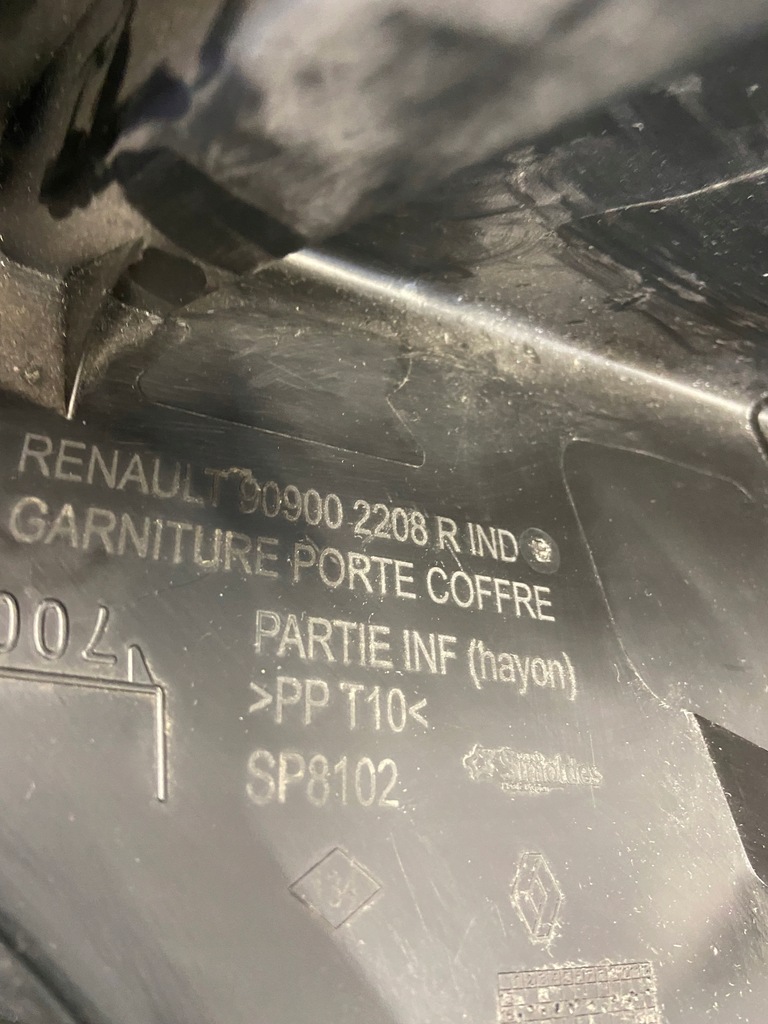 RENAULT 90900 2208 R IND
GARNITURE PORTE COFFRE
PARTIE INF (hayon)
>PP T10<
SP8102